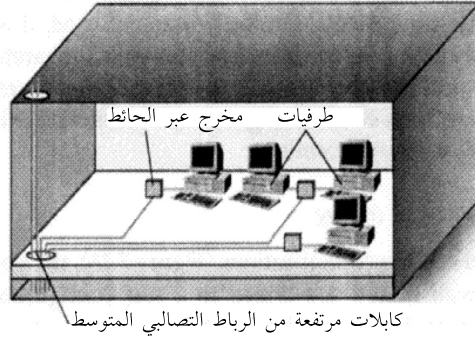 طرفيات
مخرج عبر الحائط
كابلات مرتفعة من الرباط التصالبي المتوسط